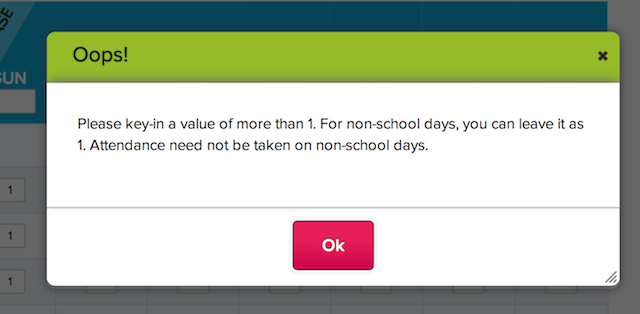 SE
SUN
Oops!
Please key-in a value of more than 1. For non-school days, you can leave it as
1. Attendance need not be taken on non-school days.
1
1
Ok
1